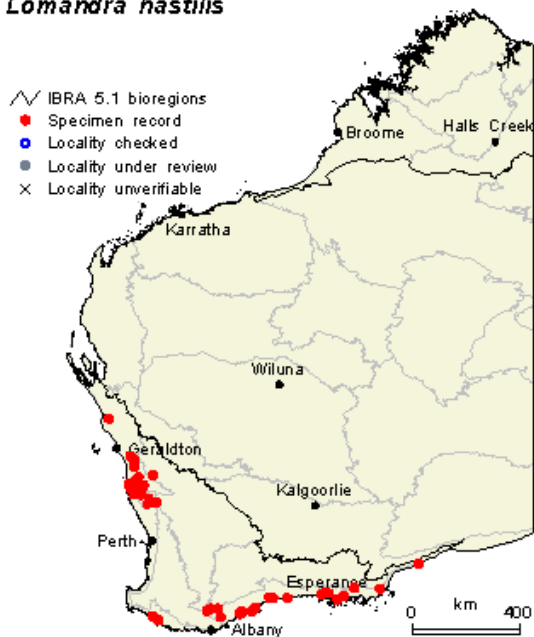 Lomandra hastilis
IBRA 5.1 bioregions
Specimen record
Locality checked
Locality under review
Locality unverifiable
Broome
Halls Creek
Karratha
Wiluna
Geraldton
Kalgoorlie
Perth
Esperance
Albany
km
0 400